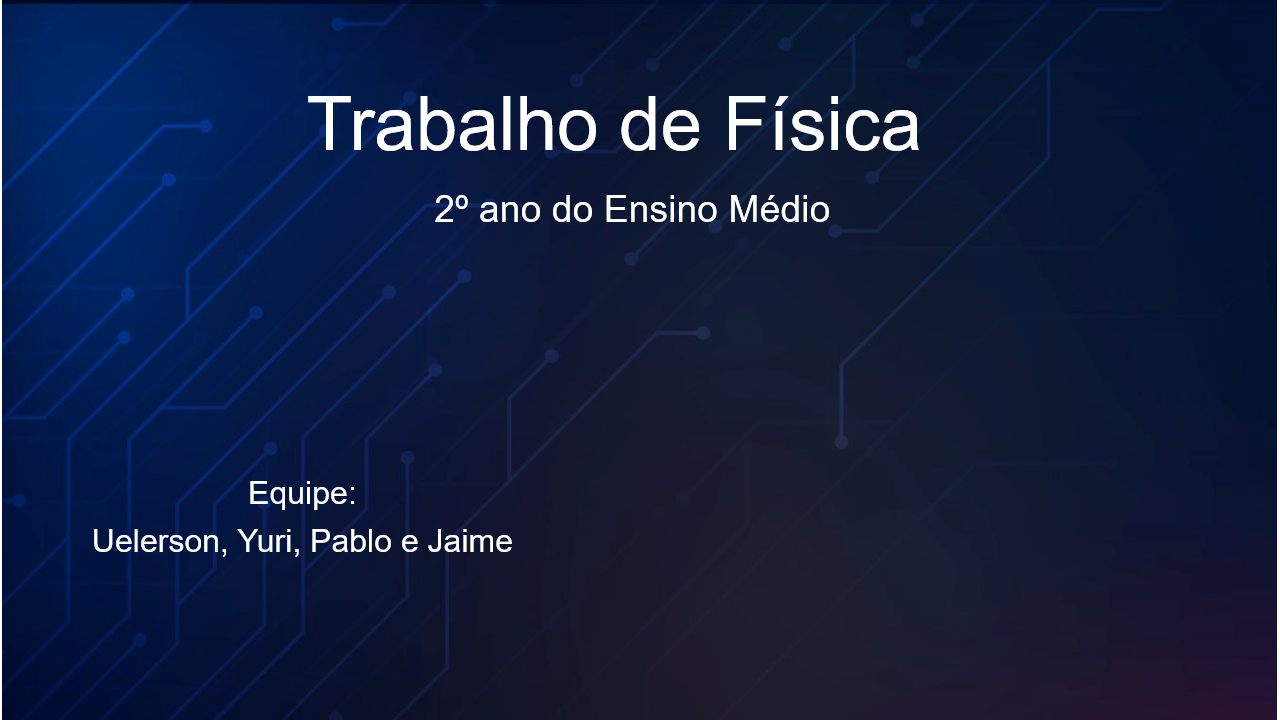 Trabalho de Física
2º ano do Ensino Médio
Equipe:
Uelerson, Yuri, Pablo e Jaime